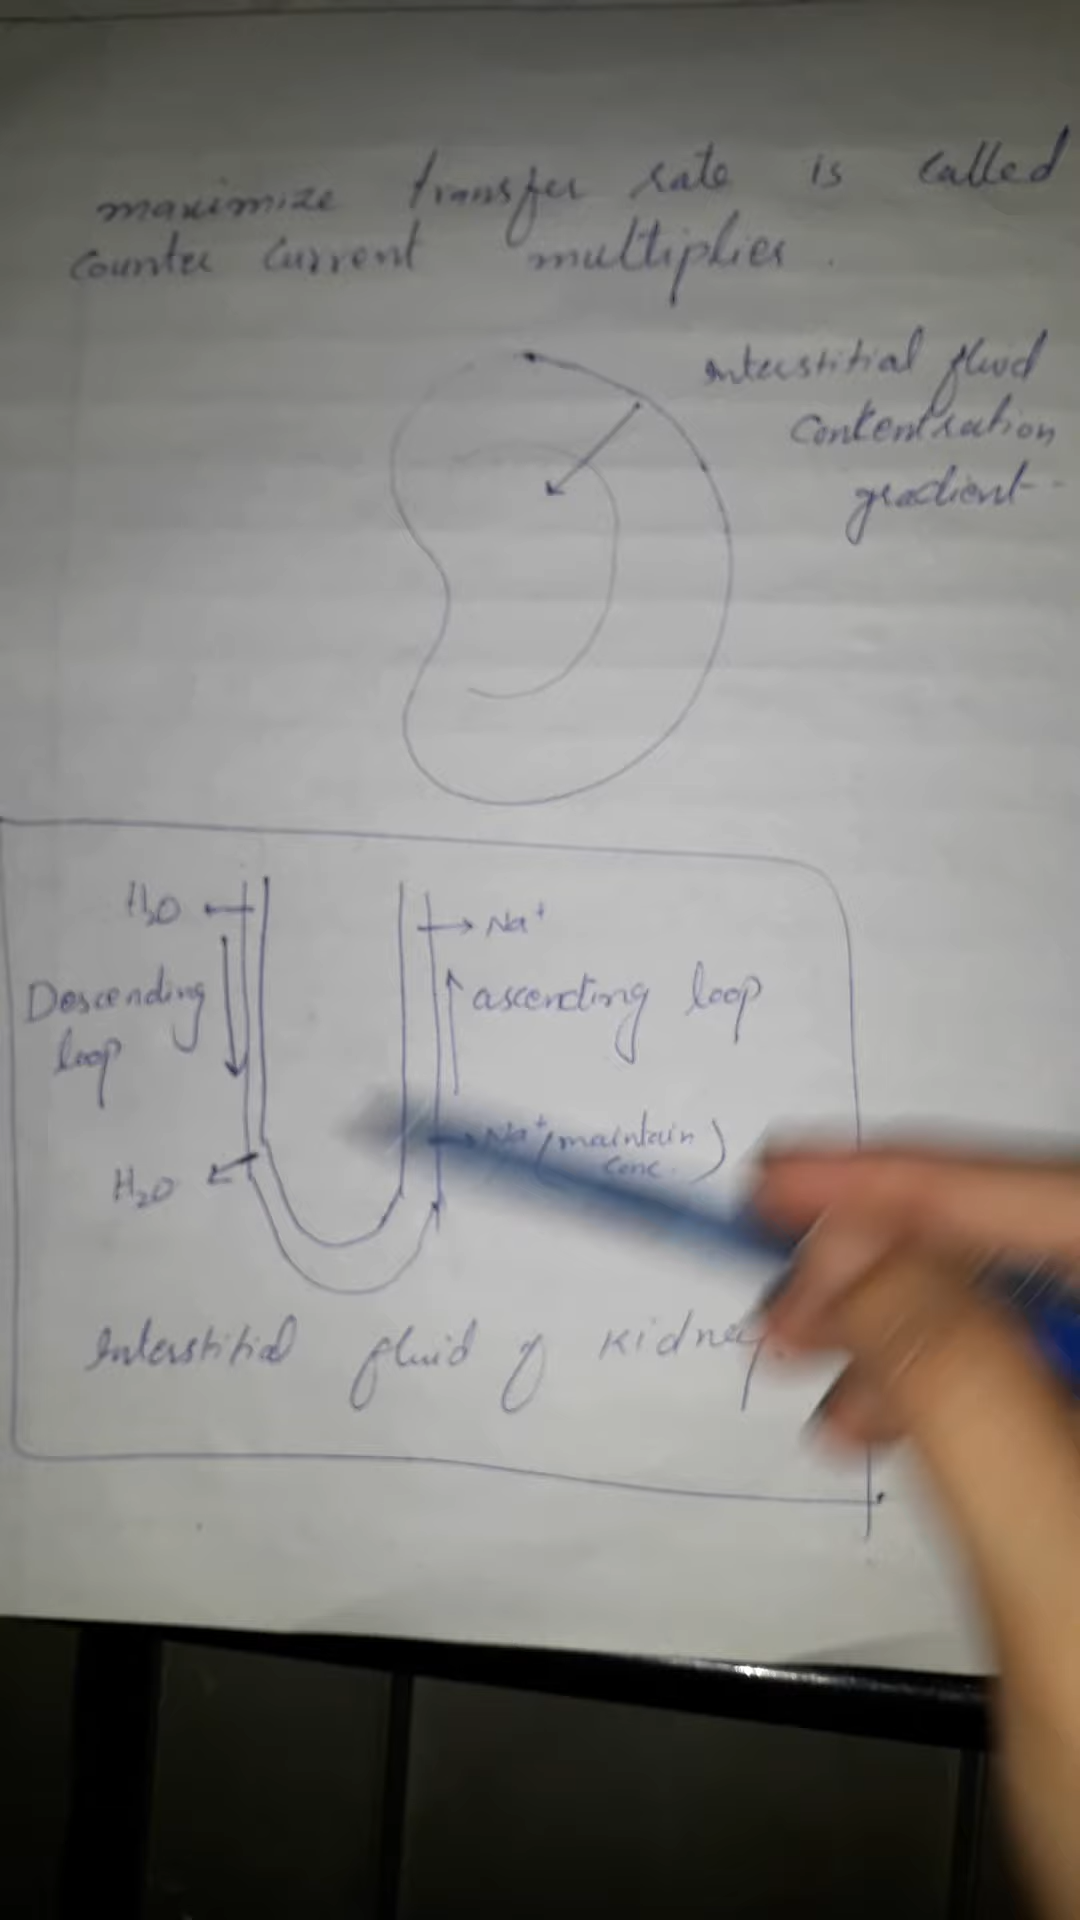 maximize transfer rate is called
counter current multiplier.
interstitial fluid
concentration
gradient
H₂O
Na⁺
Descending
loop
ascending loop
Na⁺ (maintain
conc.)
H₂O
Interstitial fluid of kidney.